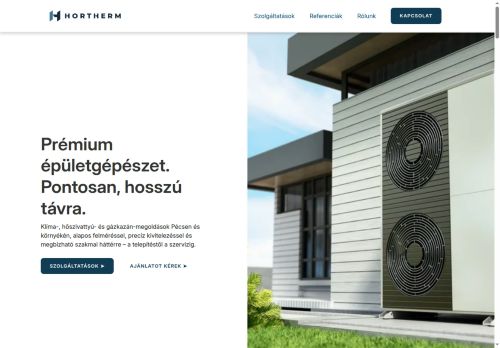 HORTHERM
Szolgáltatások Referenciák Rólunk KAPCSOLAT
Prémium
épületgépészet.
Pontosan, hosszú
távra.
Klíma-, hőszivattyú- és gázkazán-megoldások Pécsen és
környékén, alapos felméréssel, precíz kivitelezéssel és
megbízható szakmai háttérre – a telepítéstől a szervizig.
SZOLGÁLTATÁSOK ➤ AJÁNLATOT KÉREK ➤